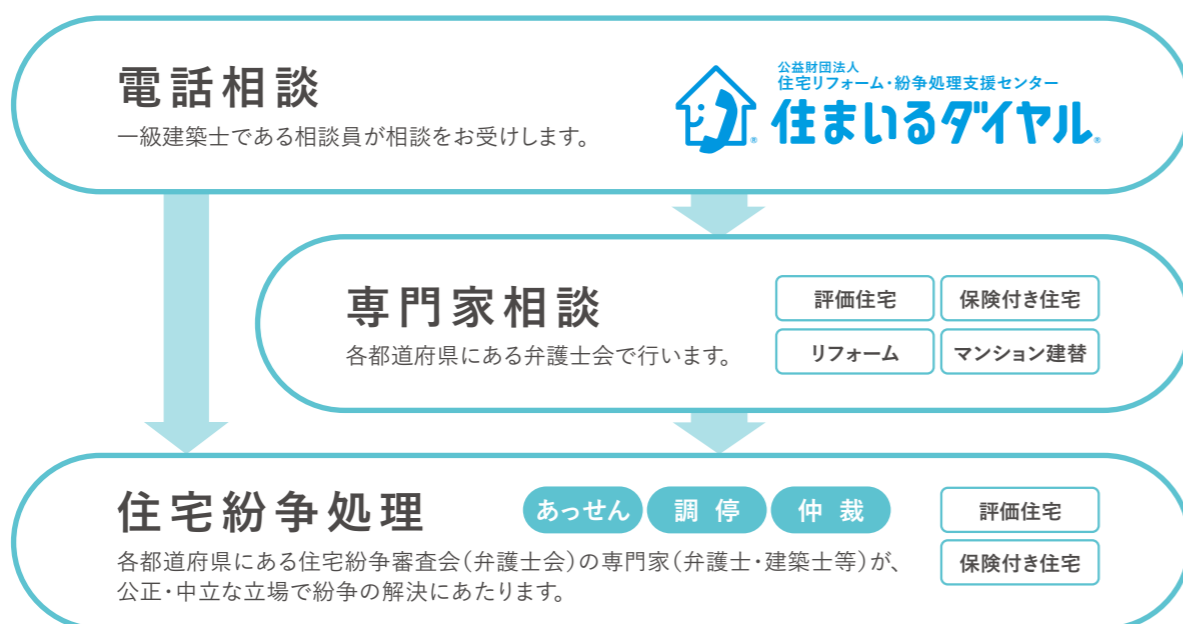 電話相談
一級建築士である相談員が相談をお受けします。
公益財団法人
住宅リフォーム・紛争処理支援センター
住まいるダイヤル®
専門家相談
各都道府県にある弁護士会で行います。
評価住宅
保険付き住宅
リフォーム
マンション建替
住宅紛争処理
あっせん
調停
仲裁
各都道府県にある住宅紛争審査会(弁護士会)の専門家(弁護士・建築士等)が、
公正・中立な立場で紛争の解決にあたります。
評価住宅
保険付き住宅